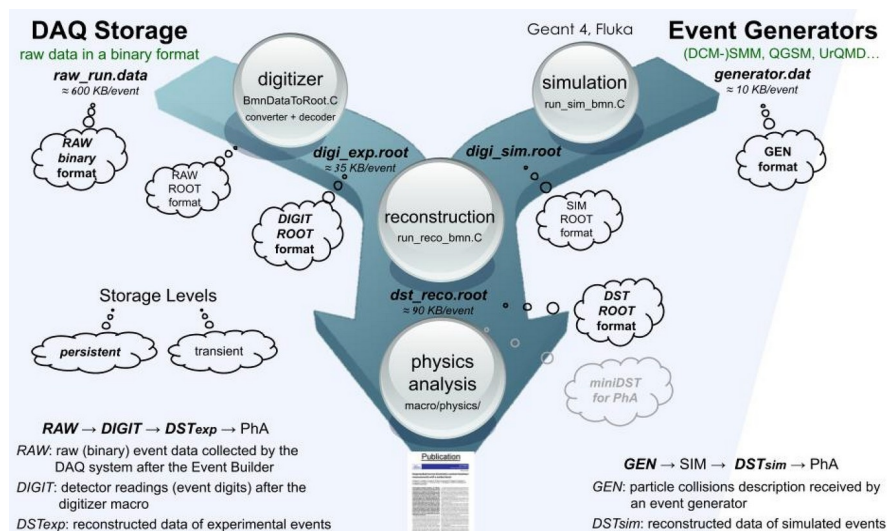 DAQ Storage
raw data in a binary format
raw_run.data
≈ 600 KB/event
RAW
binary
format
digitizer
BmnDataToRoot.C
converter + decoder
RAW
ROOT
format
digi_exp.root
≈ 35 KB/event
DIGIT
ROOT
format
Geant 4, Fluka
simulation
run_sim_bmn.C
digi_sim.root
SIM
ROOT
format
Event Generators
(DCM-)SMM, QGSM, UrQMD…
generator.dat
≈ 10 KB/event
GEN
format
reconstruction
run_reco_bmn.C
dst_reco.root
≈ 90 KB/event
DST
ROOT
format
miniDST
for PhA
physics
analysis
macro/physics/
Publication
Storage Levels
persistent
transient
RAW → DIGIT → DSTexp → PhA
RAW: raw (binary) event data collected by the
DAQ system after the Event Builder
DIGIT: detector readings (event digits) after the
digitizer macro
DSTexp: reconstructed data of experimental events
GEN → SIM → DSTsim → PhA
GEN: particle collisions description received by
an event generator
DSTsim: reconstructed data of simulated events